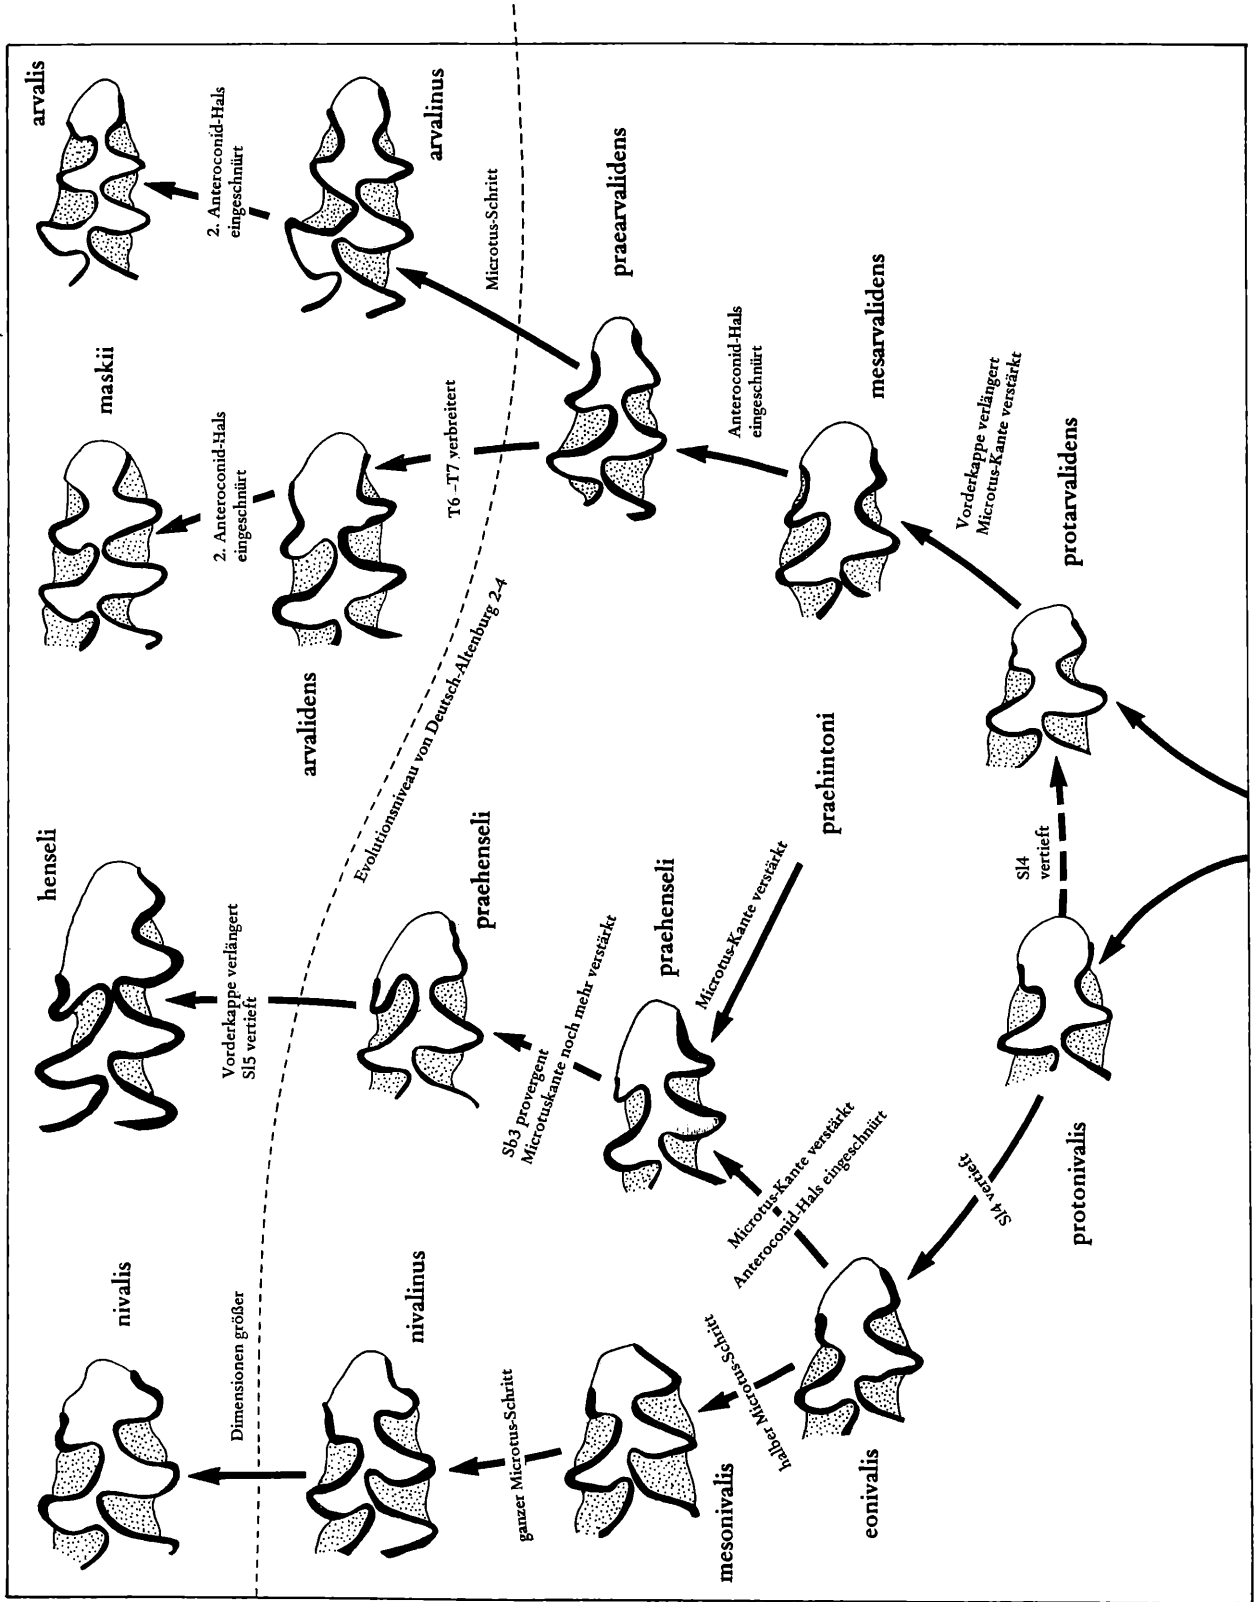 arvalis
2. Anteroconid-Hals
eingeschnürt
arvalinus
Microtus-Schritt
praearvalidens
maskii
2. Anteroconid-Hals
eingeschnürt
arvalidens
T6–T7 verbreitert
Anteroconid-Hals
eingeschnürt
mesarvalidens
Vorderkappe verlängert
Microtus-Kante verstärkt
protarvalidens
Evolutionsniveau von Deutsch-Altenburg 2-4
henseli
Vorderkappe verlängert
Sl5 vertieft
praehenseli
Sb3 provergent
Microtuskante noch mehr verstärkt
praehenseli
Microtus-Kante verstärkt
praehintoni
Sl4
vertieft
Microtus-Kante verstärkt
Anteroconid-Hals eingeschnürt
Sl4 vertieft
protonivalis
nivalis
Dimensionen größer
nivalinus
ganzer Microtus-Schritt
mesonivalis
halber Microtus-Schritt
eonivalis